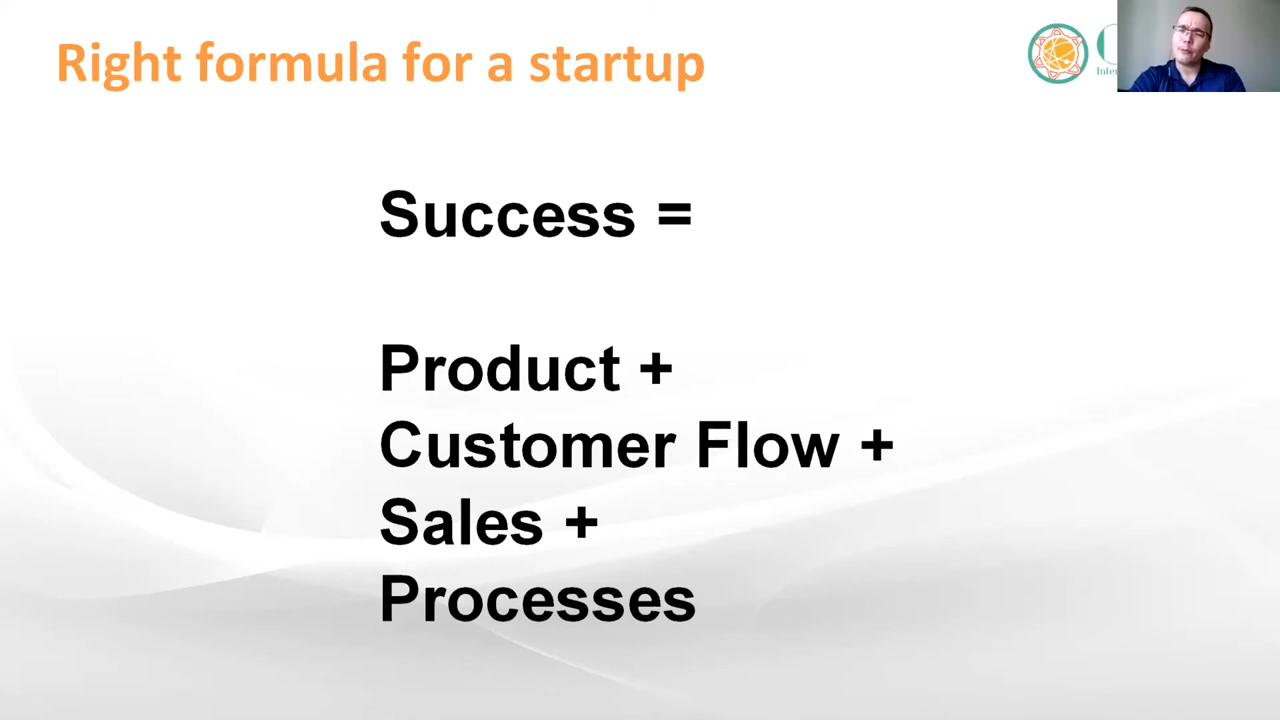 Right formula for a startup
Success =
Product +
Customer Flow +
Sales +
Processes